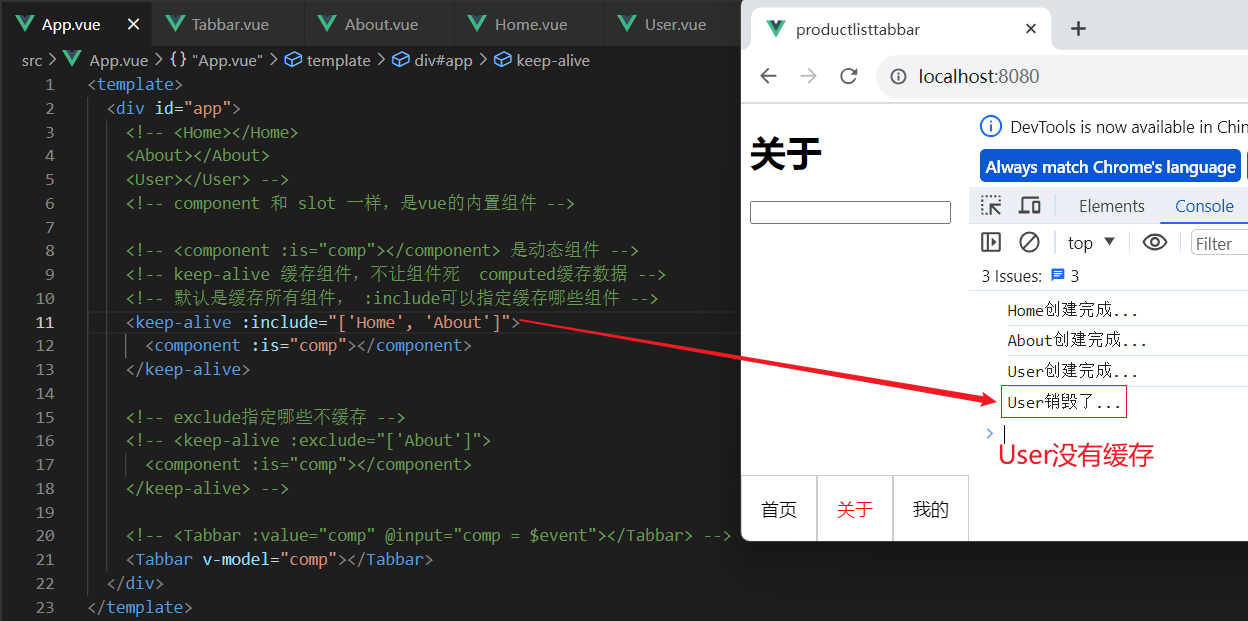 App.vue
Tabbar.vue
About.vue
Home.vue
User.vue
src > App.vue > {} "App.vue" > template > div#app > keep-alive
1 <template>
2 <div id="app">
3 <!-- <Home></Home>
4 <About></About>
5 <User></User> -->
6 <!-- component 和 slot 一样，是vue的内置组件 -->
7
8 <!-- <component :is="comp"></component> 是动态组件 -->
9 <!-- keep-alive 缓存组件，不让组件死 computed缓存数据 -->
10 <!-- 默认是缓存所有组件， :include可以指定缓存哪些组件 -->
11 <keep-alive :include="['Home', 'About']">
12 <component :is="comp"></component>
13 </keep-alive>
14
15 <!-- exclude指定哪些不缓存 -->
16 <!-- <keep-alive :exclude="['About']">
17 <component :is="comp"></component>
18 </keep-alive> -->
19
20 <!-- <Tabbar :value="comp" @input="comp = $event"></Tabbar> -->
21 <Tabbar v-model="comp"></Tabbar>
22 </div>
23 </template>
productlisttabbar
localhost:8080
关于
首页
关于
我的
DevTools is now available in Chin
Always match Chrome's language
Elements
Console
top
Filter
3 Issues: 3
Home创建完成...
About创建完成...
User创建完成...
User销毁了...
User没有缓存